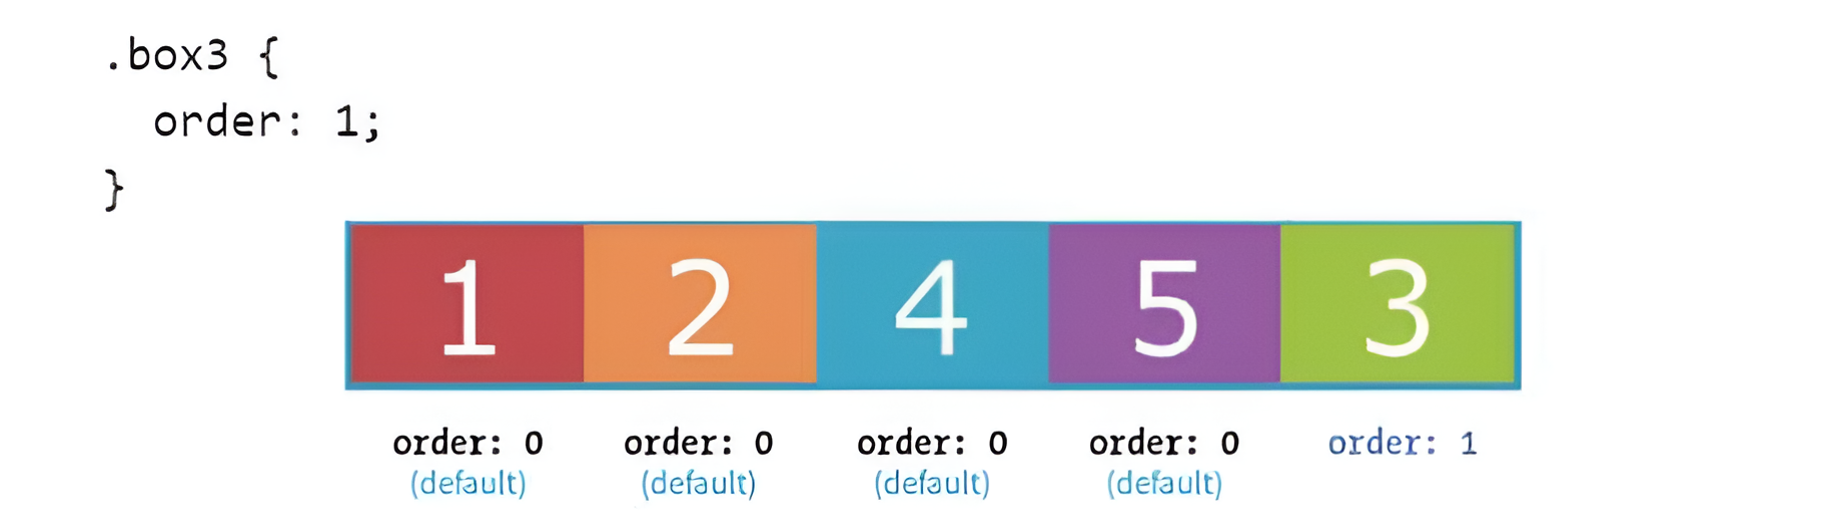 .box3 {
  order: 1;
}
1 2 4 5 3
order: 0 order: 0 order: 0 order: 0 order: 1
(default) (default) (default) (default)